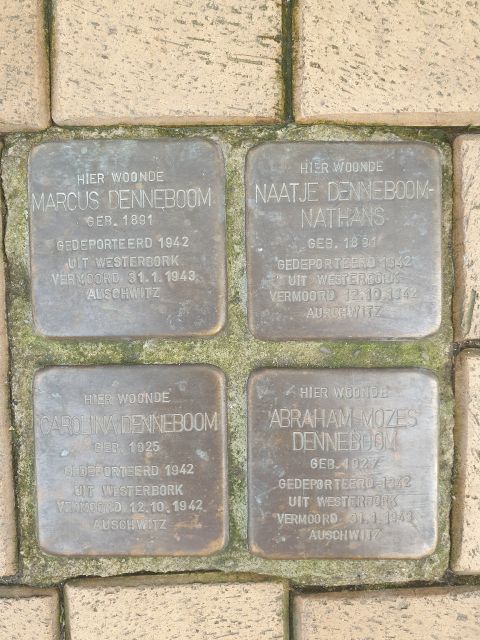 HIER WOONDE
MARCUS DENNEBOOM
GEB. 1891
GEDEPORTEERD 1942
UIT WESTERBORK
VERMOORD 31.1.1943
AUSCHWITZ
HIER WOONDE
NAATJE DENNEBOOM-
NATHANS
GEB. 1891
GEDEPORTEERD 1942
UIT WESTERBORK
VERMOORD 12.10.1942
AUSCHWITZ
HIER WOONDE
CAROLINA DENNEBOOM
GEB. 1925
GEDEPORTEERD 1942
UIT WESTERBORK
VERMOORD 12.10.1942
AUSCHWITZ
HIER WOONDE
ABRAHAM MOZES
DENNEBOOM
GEB. 1927
GEDEPORTEERD 1942
UIT WESTERBORK
VERMOORD 31.1.1943
AUSCHWITZ